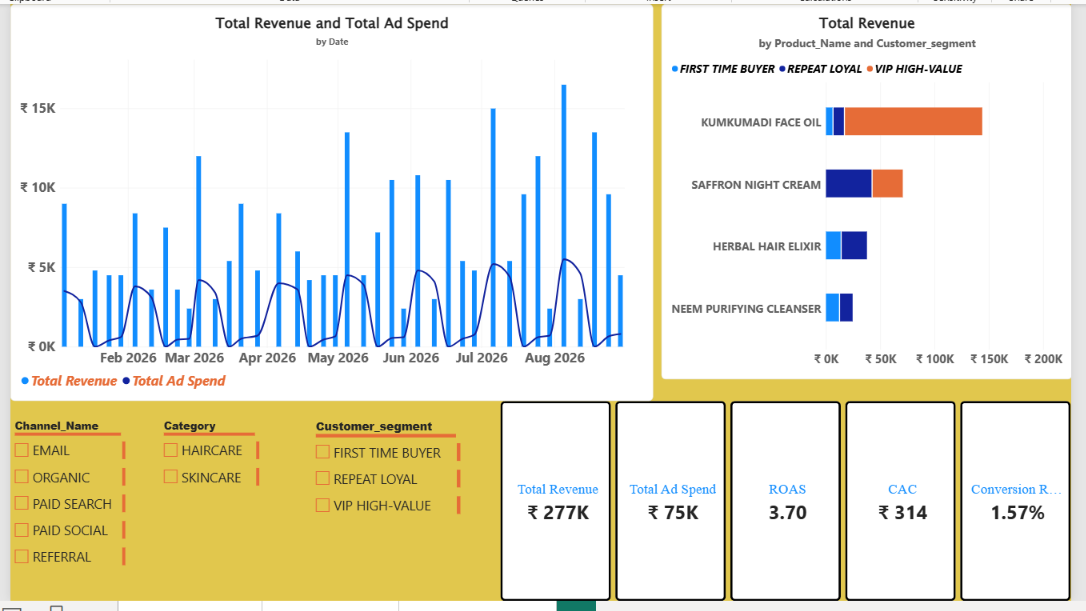 Total Revenue and Total Ad Spend
by Date
₹ 15K
₹ 10K
₹ 5K
₹ 0K
Feb 2026 Mar 2026 Apr 2026 May 2026 Jun 2026 Jul 2026 Aug 2026
Total Revenue Total Ad Spend
Total Revenue
by Product_Name and Customer_segment
FIRST TIME BUYER REPEAT LOYAL VIP HIGH-VALUE
KUMKUMADI FACE OIL
SAFFRON NIGHT CREAM
HERBAL HAIR ELIXIR
NEEM PURIFYING CLEANSER
₹ 0K ₹ 50K ₹ 100K ₹ 150K ₹ 200K
Channel_Name
EMAIL
ORGANIC
PAID SEARCH
PAID SOCIAL
REFERRAL
Category
HAIRCARE
SKINCARE
Customer_segment
FIRST TIME BUYER
REPEAT LOYAL
VIP HIGH-VALUE
Total Revenue
₹ 277K
Total Ad Spend
₹ 75K
ROAS
3.70
CAC
₹ 314
Conversion R...
1.57%